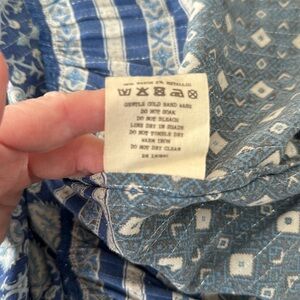 GENTLE COLD HAND WASH
DO NOT SOAK
DO NOT BLEACH
LINE DRY IN SHADE
DO NOT TUMBLE DRY
WARM IRON
DO NOT DRY CLEAN